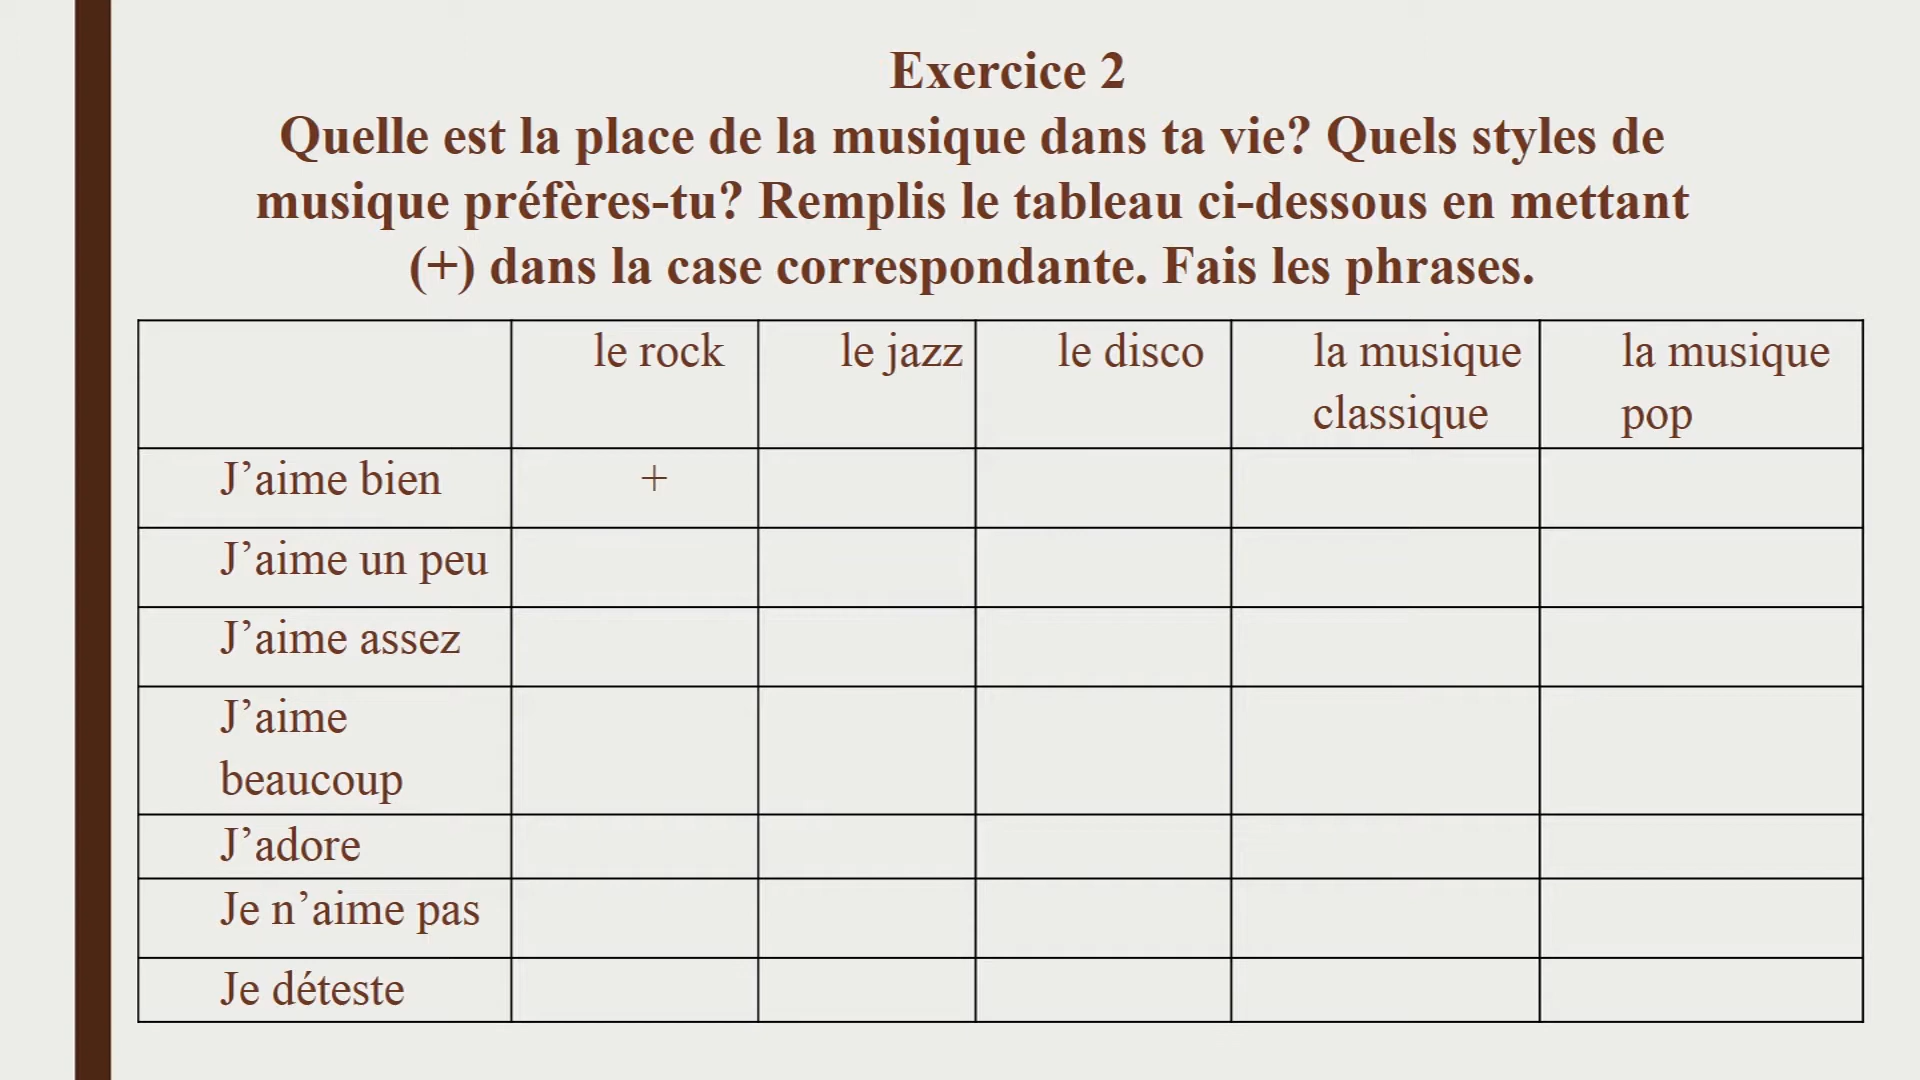 Exercice 2
Quelle est la place de la musique dans ta vie? Quels styles de
musique préfères-tu? Remplis le tableau ci-dessous en mettant
(+) dans la case correspondante. Fais les phrases.
le rock le jazz le disco la musique classique la musique pop
J’aime bien +
J’aime un peu
J’aime assez
J’aime
beaucoup
J’adore
Je n’aime pas
Je déteste